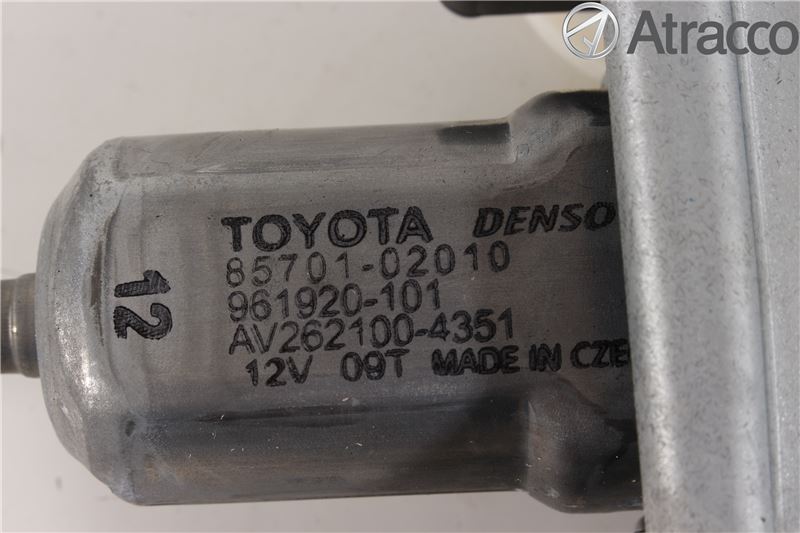 Atracco
TOYOTA DENSO
85701-02010
961920-101
AV262100-4351
12V 09T MADE IN CZE
12